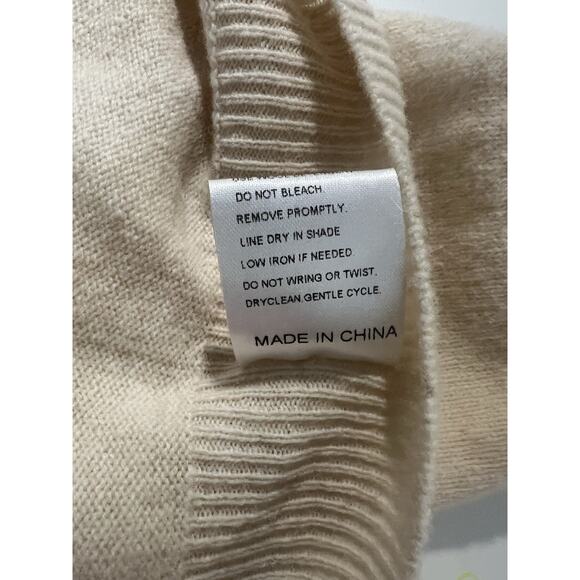 DO NOT BLEACH.
REMOVE PROMPTLY.
LINE DRY IN SHADE
LOW IRON IF NEEDED.
DO NOT WRING OR TWIST.
DRYCLEAN,GENTLE CYCLE.
MADE IN CHINA